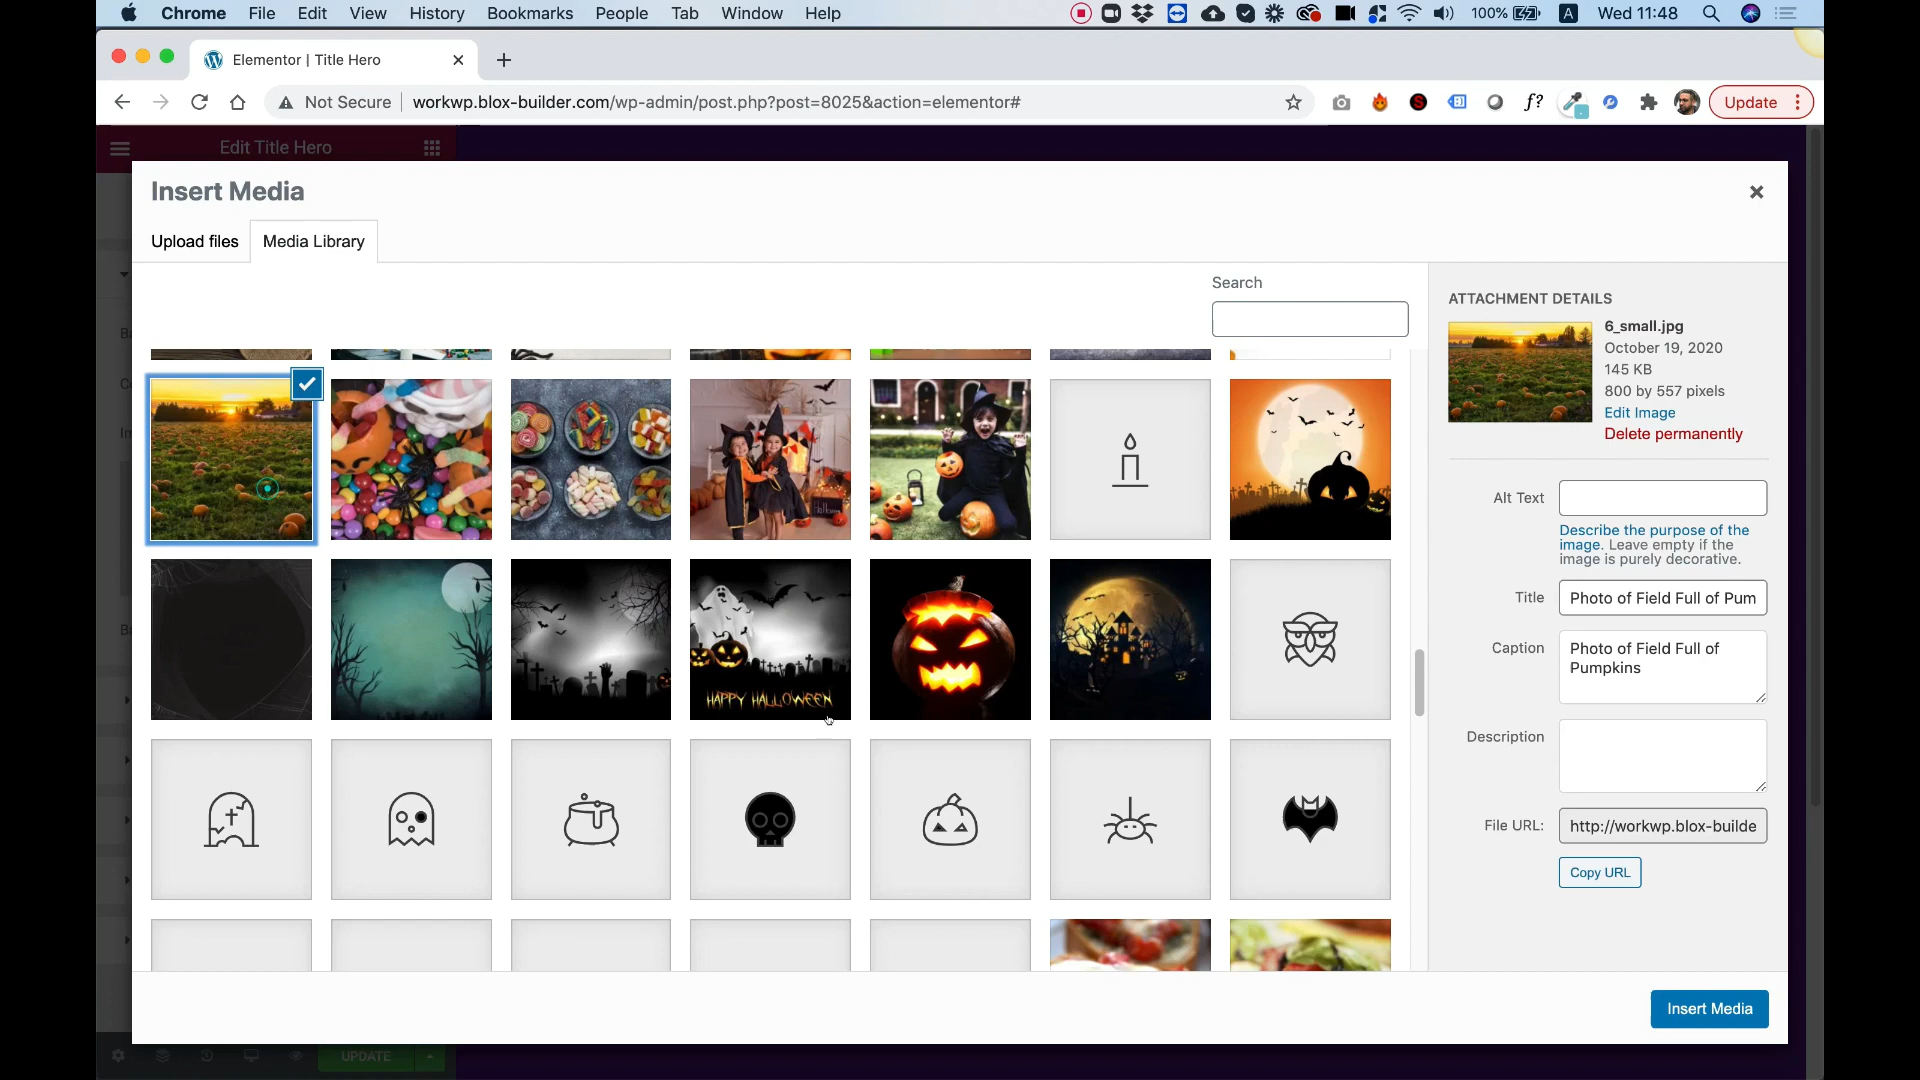 Chrome File Edit View History Bookmarks People Tab Window Help 100% A Wed 11:48
Elementor | Title Hero
Not Secure workwp.blox-builder.com/wp-admin/post.php?post=8025&action=elementor# S f? Update
Edit Title Hero
Insert Media
Upload files Media Library
Search
ATTACHMENT DETAILS
6_small.jpg
October 19, 2020
145 KB
800 by 557 pixels
Edit Image
Delete permanently
Alt Text
Describe the purpose of the
image. Leave empty if the
image is purely decorative.
Title Photo of Field Full of Pum
Caption Photo of Field Full of
Pumpkins
HAPPY HALLOWEEN
Description
File URL: http://workwp.blox-builde
Copy URL
Insert Media
UPDATE